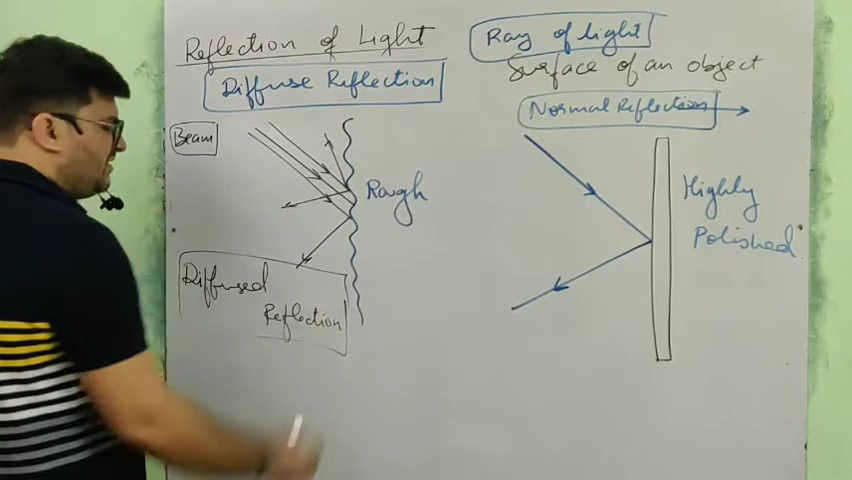 Reflection of Light
Diffuse Reflection
Beam
Rough
Diffused
Reflection
Ray of light
Surface of an object
Normal Reflection
Highly
Polished